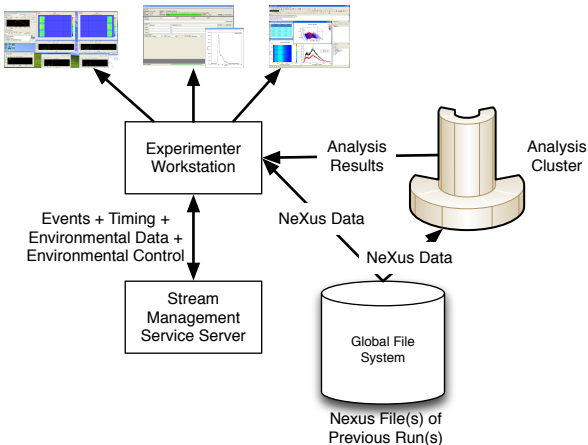 Experimenter
Workstation
Analysis
Results
Analysis
Cluster
Events + Timing +
Environmental Data +
Environmental Control
NeXus Data
NeXus Data
Stream
Management
Service Server
Global File
System
Nexus File(s) of
Previous Run(s)